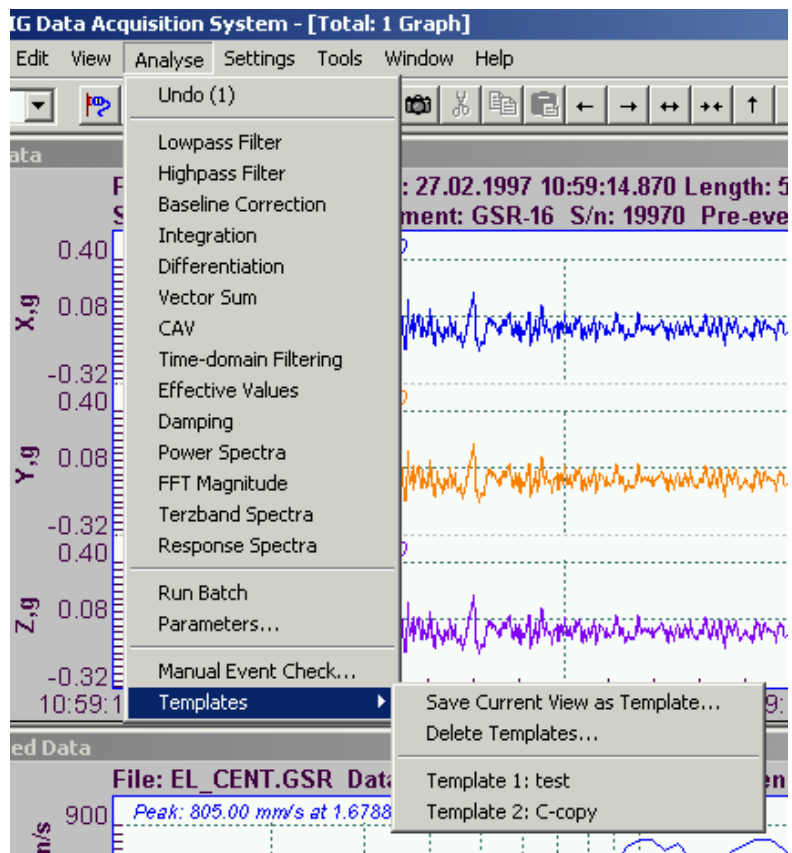 IG Data Acquisition System - [Total: 1 Graph]
Edit View Analyse Settings Tools Window Help
Undo (1)
Lowpass Filter
Highpass Filter
Baseline Correction
Integration
Differentiation
Vector Sum
CAV
Time-domain Filtering
Effective Values
Damping
Power Spectra
FFT Magnitude
Terzband Spectra
Response Spectra
Run Batch
Parameters...
Manual Event Check...
Templates
Save Current View as Template...
Delete Templates...
Template 1: test
Template 2: C-copy
ata
: 27.02.1997 10:59:14.870 Length: 5
ment: GSR-16 S/n: 19970 Pre-eve
X,g
0.40
0.08
-0.32
Y,g
0.40
0.08
-0.32
Z,g
0.40
0.08
-0.32
10:59:1
9:
ed Data
File: EL_CENT.GSR Data
en
900
Peak: 805.00 mm/s at 1.6788
/s